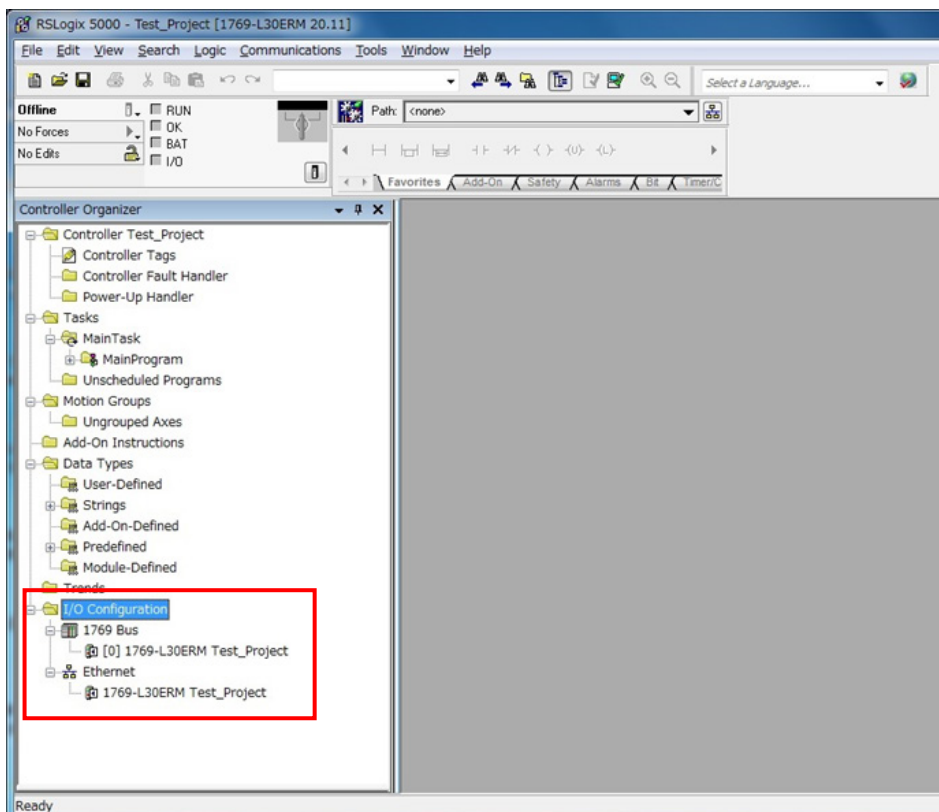 RSLogix 5000 - Test_Project [1769-L30ERM 20.11]
File Edit View Search Logic Communications Tools Window Help
Select a Language...
Offline RUN
No Forces OK
No Edits BAT
I/O
Path: <none>
Favorites Add-On Safety Alarms Bit Timer/C
Controller Organizer
Controller Test_Project
Controller Tags
Controller Fault Handler
Power-Up Handler
Tasks
MainTask
MainProgram
Unscheduled Programs
Motion Groups
Ungrouped Axes
Add-On Instructions
Data Types
User-Defined
Strings
Add-On-Defined
Predefined
Module-Defined
Trends
I/O Configuration
1769 Bus
[0] 1769-L30ERM Test_Project
Ethernet
1769-L30ERM Test_Project
Ready